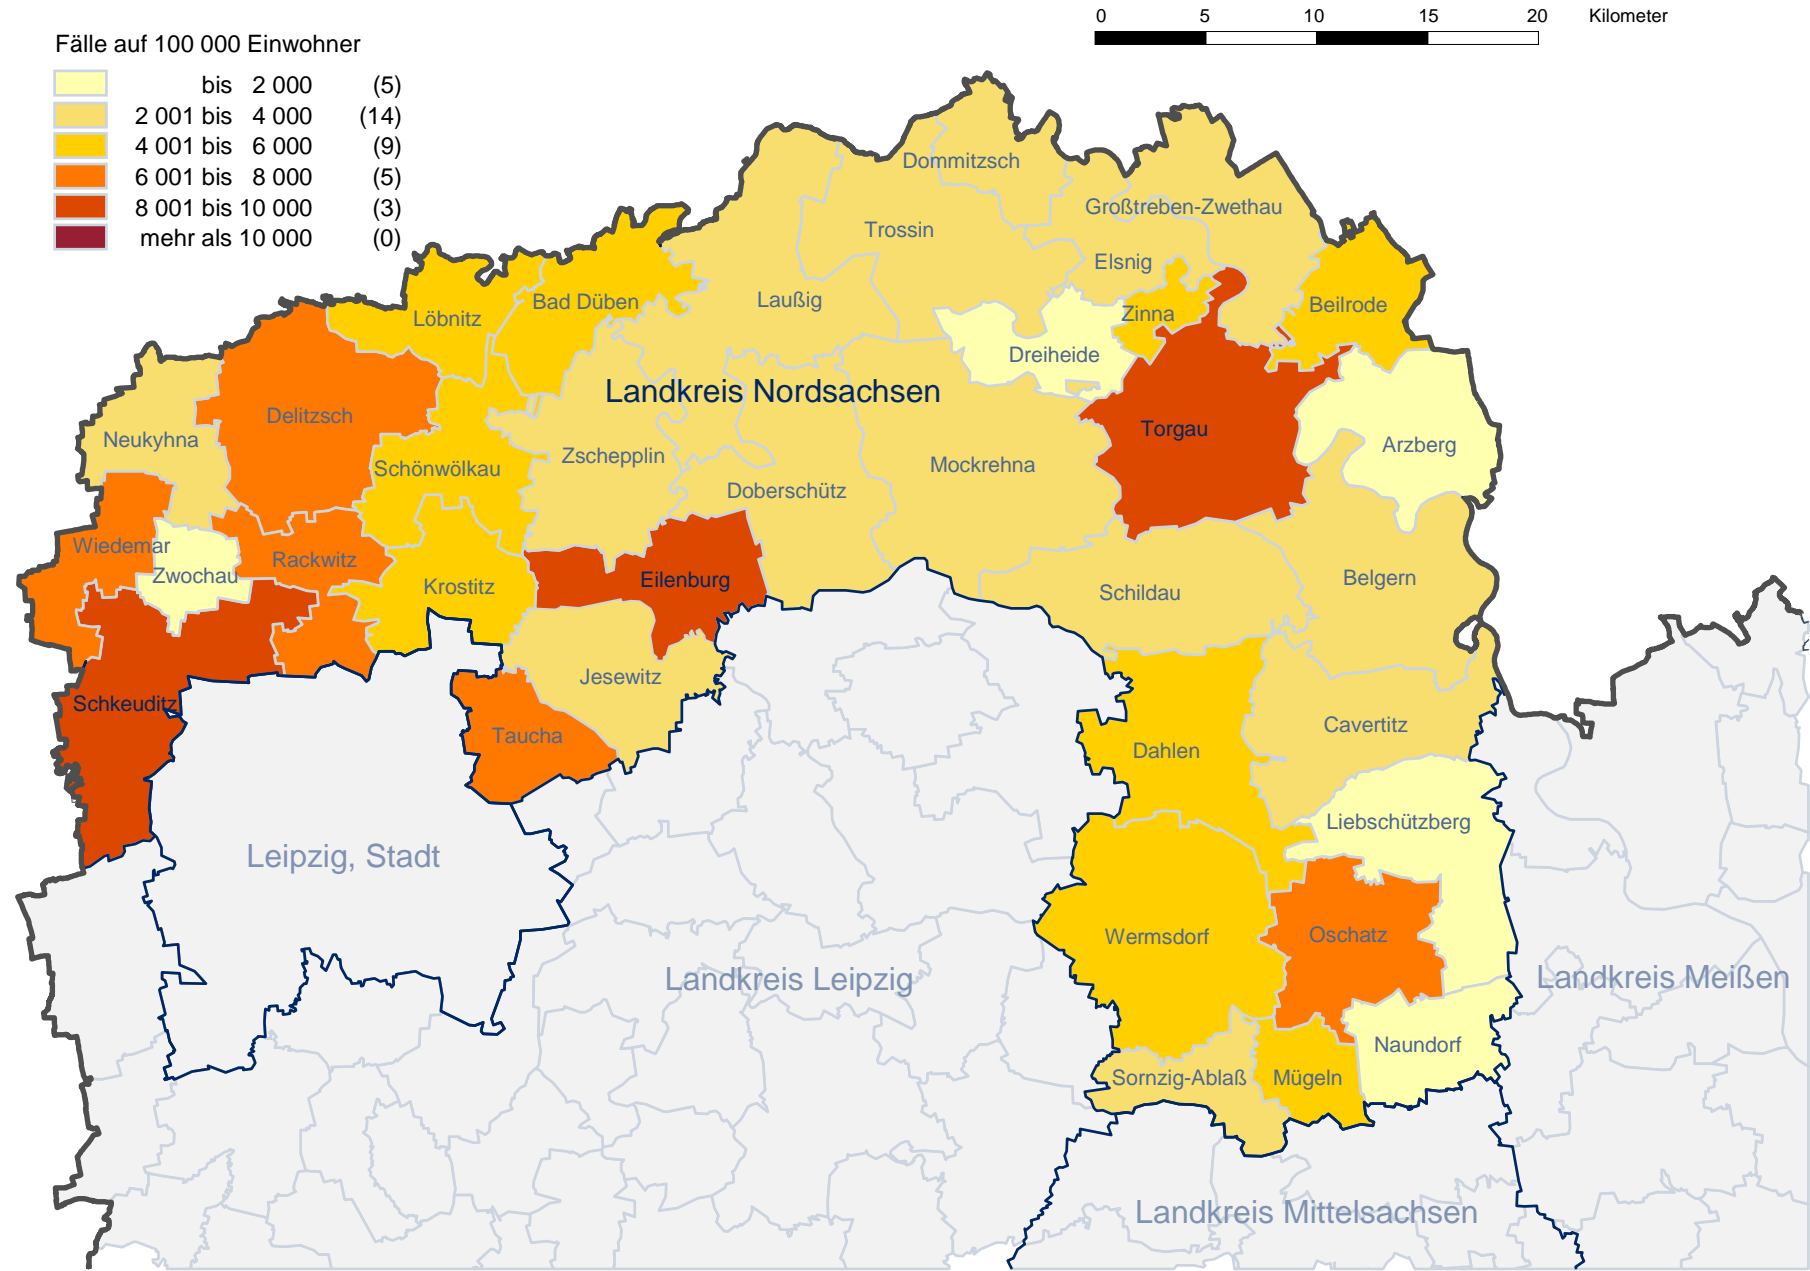 0 5 10 15 20 Kilometer
Fälle auf 100 000 Einwohner
bis 2 000 (5)
2 001 bis 4 000 (14)
4 001 bis 6 000 (9)
6 001 bis 8 000 (5)
8 001 bis 10 000 (3)
mehr als 10 000 (0)
Dommitzsch
Großtreben-Zwethau
Trossin
Elsnig
Laußig
Bad Düben
Beilrode
Löbnitz
Zinna
Dreiheide
Landkreis Nordsachsen
Delitzsch
Torgau
Neukyhna
Arzberg
Zschepplin
Mockrehna
Schönwölkau
Doberschütz
Wiedemar
Rackwitz
Zwochau
Eilenburg
Belgern
Krostitz
Schildau
Jesewitz
Schkeuditz
Cavertitz
Taucha
Dahlen
Liebschützberg
Leipzig, Stadt
Wermsdorf
Oschatz
Landkreis Leipzig
Landkreis Meißen
Naundorf
Sornzig-Ablaß
Mügeln
Landkreis Mittelsachsen